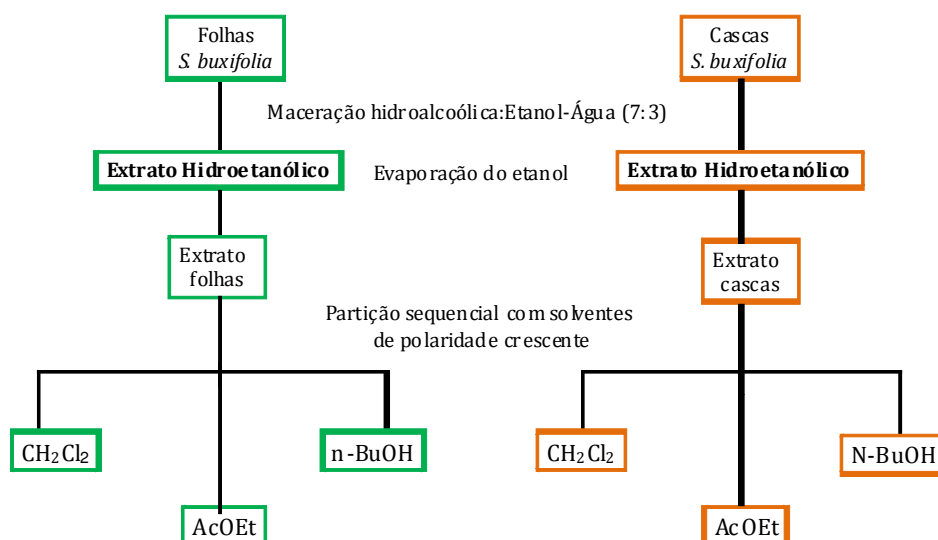 Folhas
S. buxifolia
Cascas
S. buxifolia
Maceração hidroalcoólica:Etanol-Água (7:3)
Extrato Hidroetanólico
Evaporação do etanol
Extrato Hidroetanólico
Extrato
folhas
Extrato
cascas
Partição sequencial com solventes
de polaridade crescente
CH₂Cl₂
n-BuOH
CH₂Cl₂
N-BuOH
AcOEt
AcOEt